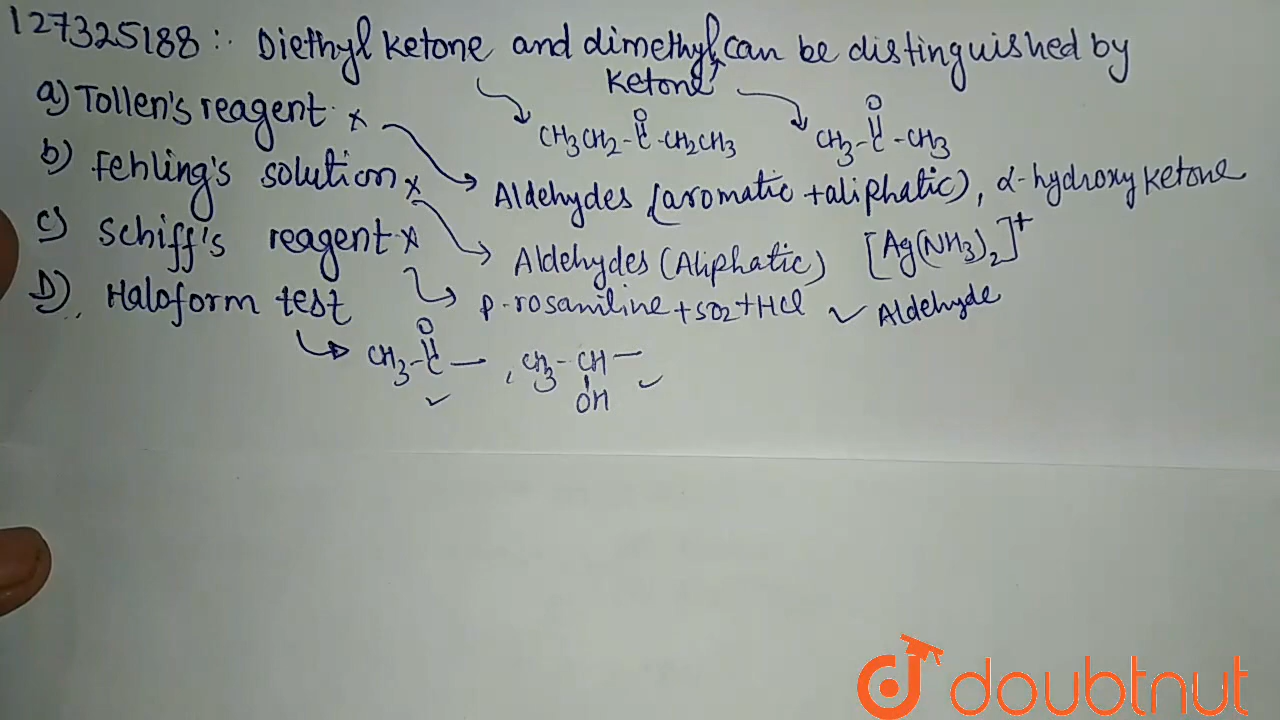 127325188 :. Diethyl ketone and dimethyl can be distinguished by
ketone
a) Tollen's reagent x
O
CH3CH2-C-CH2CH3
O
CH3-C-CH3
b) Fehling's solution x
Aldehydes (aromatic + aliphatic), α-hydroxy ketone
c) Schiff's reagent x
Aldehydes (Aliphatic) [Ag(NH3)2]+
D) Haloform test
p-rosaniline + SO2 + HCl ✓ Aldehyde
O
CH3-C- , CH3-CH-
OH
✓ ✓
doubtnut